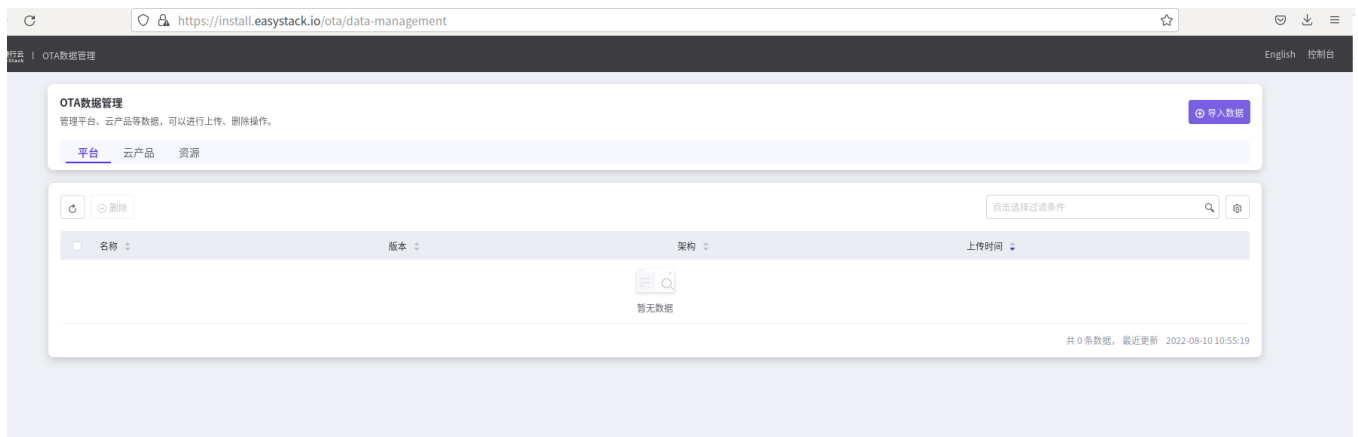 https://install.easystack.io/ota/data-management
OTA数据管理
English 控制台
OTA数据管理
管理平台、云产品等数据，可以进行上传、删除操作。
导入数据
平台 云产品 资源
删除
点击选择过滤条件
名称 版本 架构 上传时间
暂无数据
共 0 条数据， 最近更新 2022-08-10 10:55:19